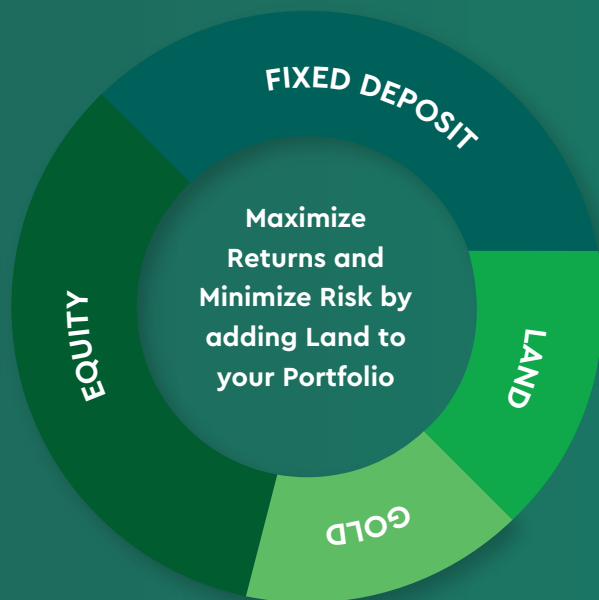 FIXED DEPOSIT
Maximize
Returns and
Minimize Risk by
adding Land to
your Portfolio
EQUITY
LAND
GOLD